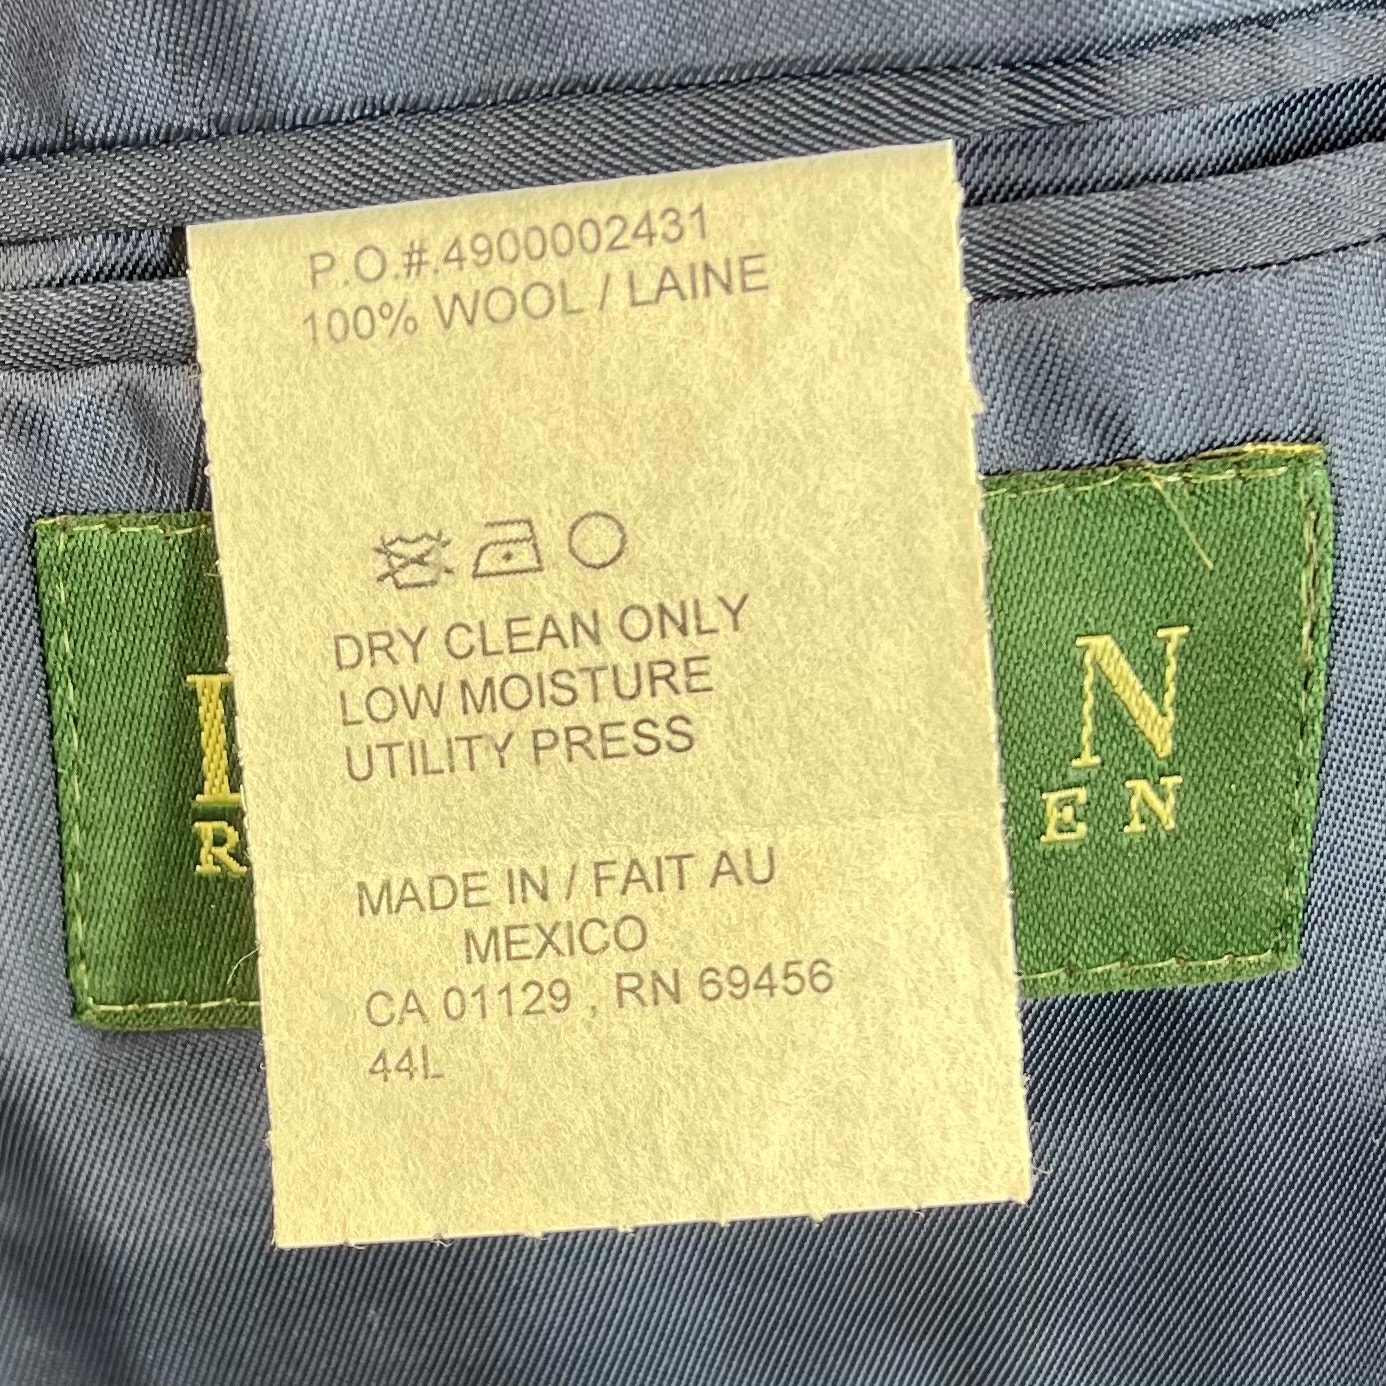 P.O.#.4900002431
100% WOOL / LAINE
DRY CLEAN ONLY
LOW MOISTURE
UTILITY PRESS
MADE IN / FAIT AU
MEXICO
CA 01129 , RN 69456
44L